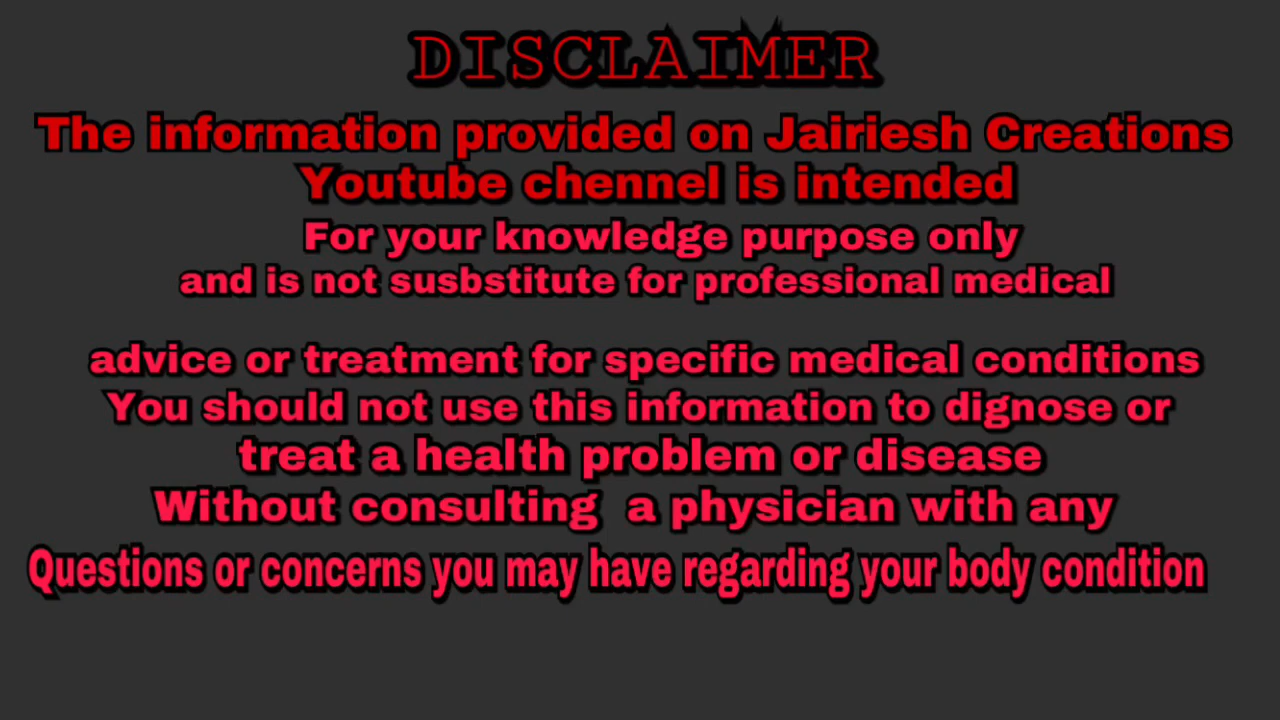 DISCLAIMER
The information provided on Jairiesh Creations
Youtube chennel is intended
For your knowledge purpose only
and is not susbstitute for professional medical
advice or treatment for specific medical conditions
You should not use this information to dignose or
treat a health problem or disease
Without consulting a physician with any
Questions or concerns you may have regarding your body condition